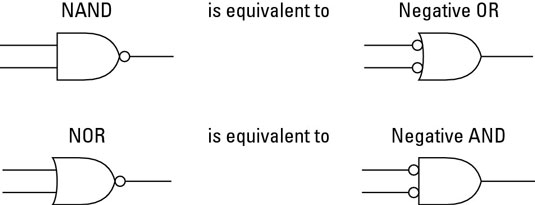 NAND is equivalent to Negative OR
NOR is equivalent to Negative AND